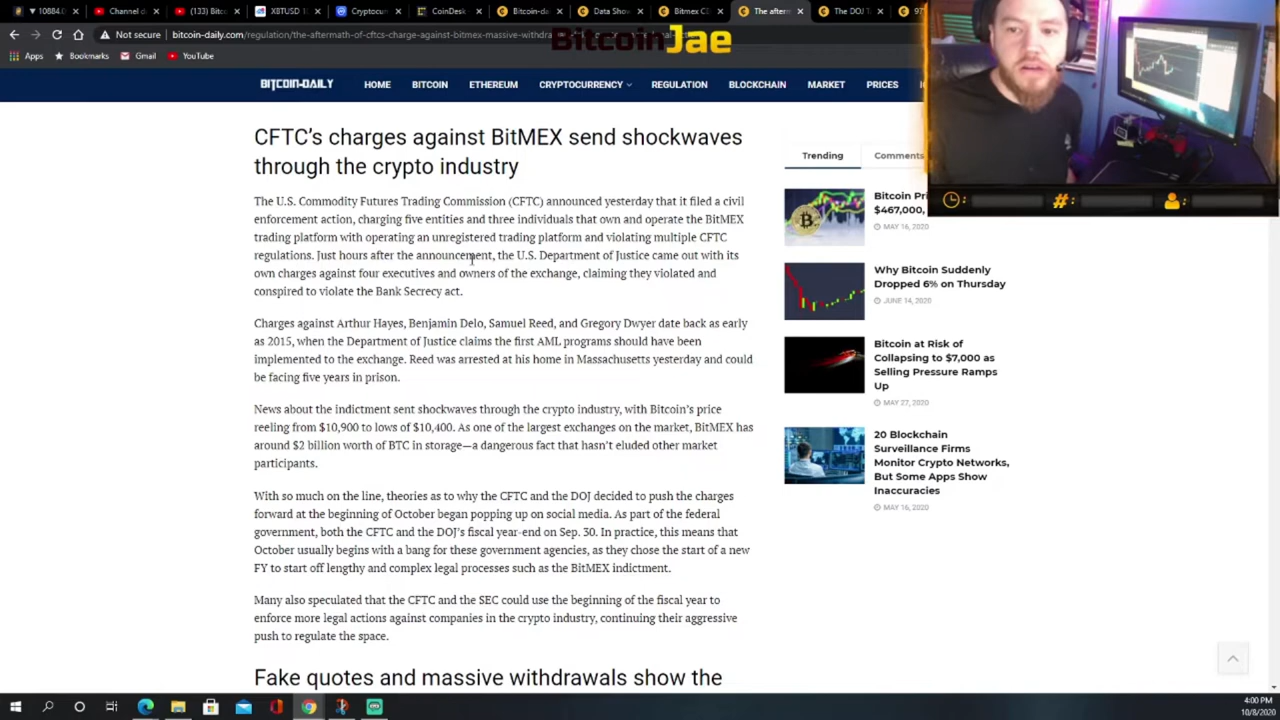 10884.0
Channel d
(133) Bitc
XBTUSD 1
Cryptocur
CoinDesk
Bitcoin-da
Data Show
Bitmex CE
The aftern
The DOJ T
Not secure | bitcoin-daily.com/regulation/the-aftermath-of-cftcs-charge-against-bitmex-massive-withdra
BitcoinJae
Apps
Bookmarks
Gmail
YouTube
BITCOIN-DAILY
HOME
BITCOIN
ETHEREUM
CRYPTOCURRENCY
REGULATION
BLOCKCHAIN
MARKET
PRICES
CFTC’s charges against BitMEX send shockwaves
through the crypto industry
The U.S. Commodity Futures Trading Commission (CFTC) announced yesterday that it filed a civil
enforcement action, charging five entities and three individuals that own and operate the BitMEX
trading platform with operating an unregistered trading platform and violating multiple CFTC
regulations. Just hours after the announcement, the U.S. Department of Justice came out with its
own charges against four executives and owners of the exchange, claiming they violated and
conspired to violate the Bank Secrecy act.
Charges against Arthur Hayes, Benjamin Delo, Samuel Reed, and Gregory Dwyer date back as early
as 2015, when the Department of Justice claims the first AML programs should have been
implemented to the exchange. Reed was arrested at his home in Massachusetts yesterday and could
be facing five years in prison.
News about the indictment sent shockwaves through the crypto industry, with Bitcoin’s price
reeling from $10,900 to lows of $10,400. As one of the largest exchanges on the market, BitMEX has
around $2 billion worth of BTC in storage—a dangerous fact that hasn’t eluded other market
participants.
With so much on the line, theories as to why the CFTC and the DOJ decided to push the charges
forward at the beginning of October began popping up on social media. As part of the federal
government, both the CFTC and the DOJ’s fiscal year-end on Sep. 30. In practice, this means that
October usually begins with a bang for these government agencies, as they chose the start of a new
FY to start off lengthy and complex legal processes such as the BitMEX indictment.
Many also speculated that the CFTC and the SEC could use the beginning of the fiscal year to
enforce more legal actions against companies in the crypto industry, continuing their aggressive
push to regulate the space.
Fake quotes and massive withdrawals show the
Trending
Comments
Bitcoin Pri
$467,000,
MAY 16, 2020
Why Bitcoin Suddenly
Dropped 6% on Thursday
JUNE 14, 2020
Bitcoin at Risk of
Collapsing to $7,000 as
Selling Pressure Ramps
Up
MAY 27, 2020
20 Blockchain
Surveillance Firms
Monitor Crypto Networks,
But Some Apps Show
Inaccuracies
MAY 16, 2020
#:
4:00 PM
10/8/2020